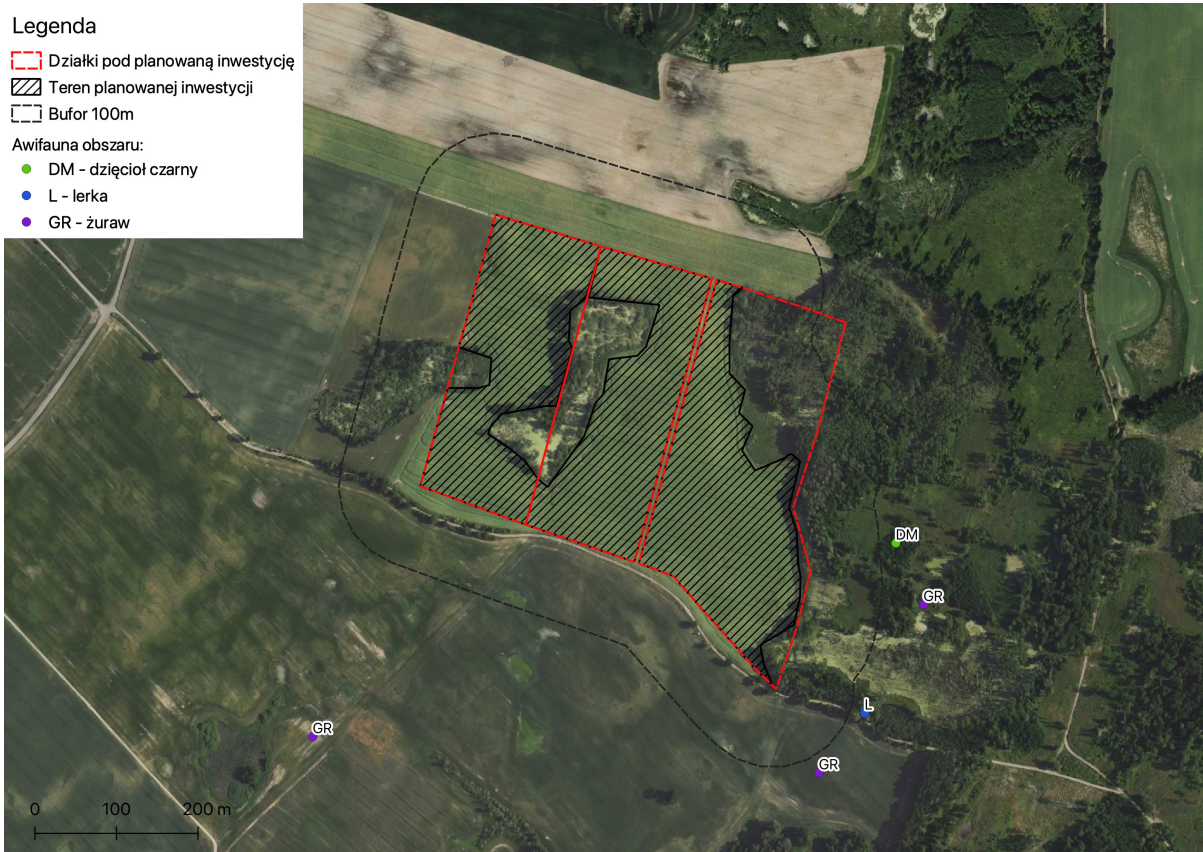 Legenda
Działki pod planowaną inwestycję
Teren planowanej inwestycji
Bufor 100m
Awifauna obszaru:
DM - dzięcioł czarny
L - lerka
GR - żuraw
DM
GR
L
GR
GR
0 100 200 m